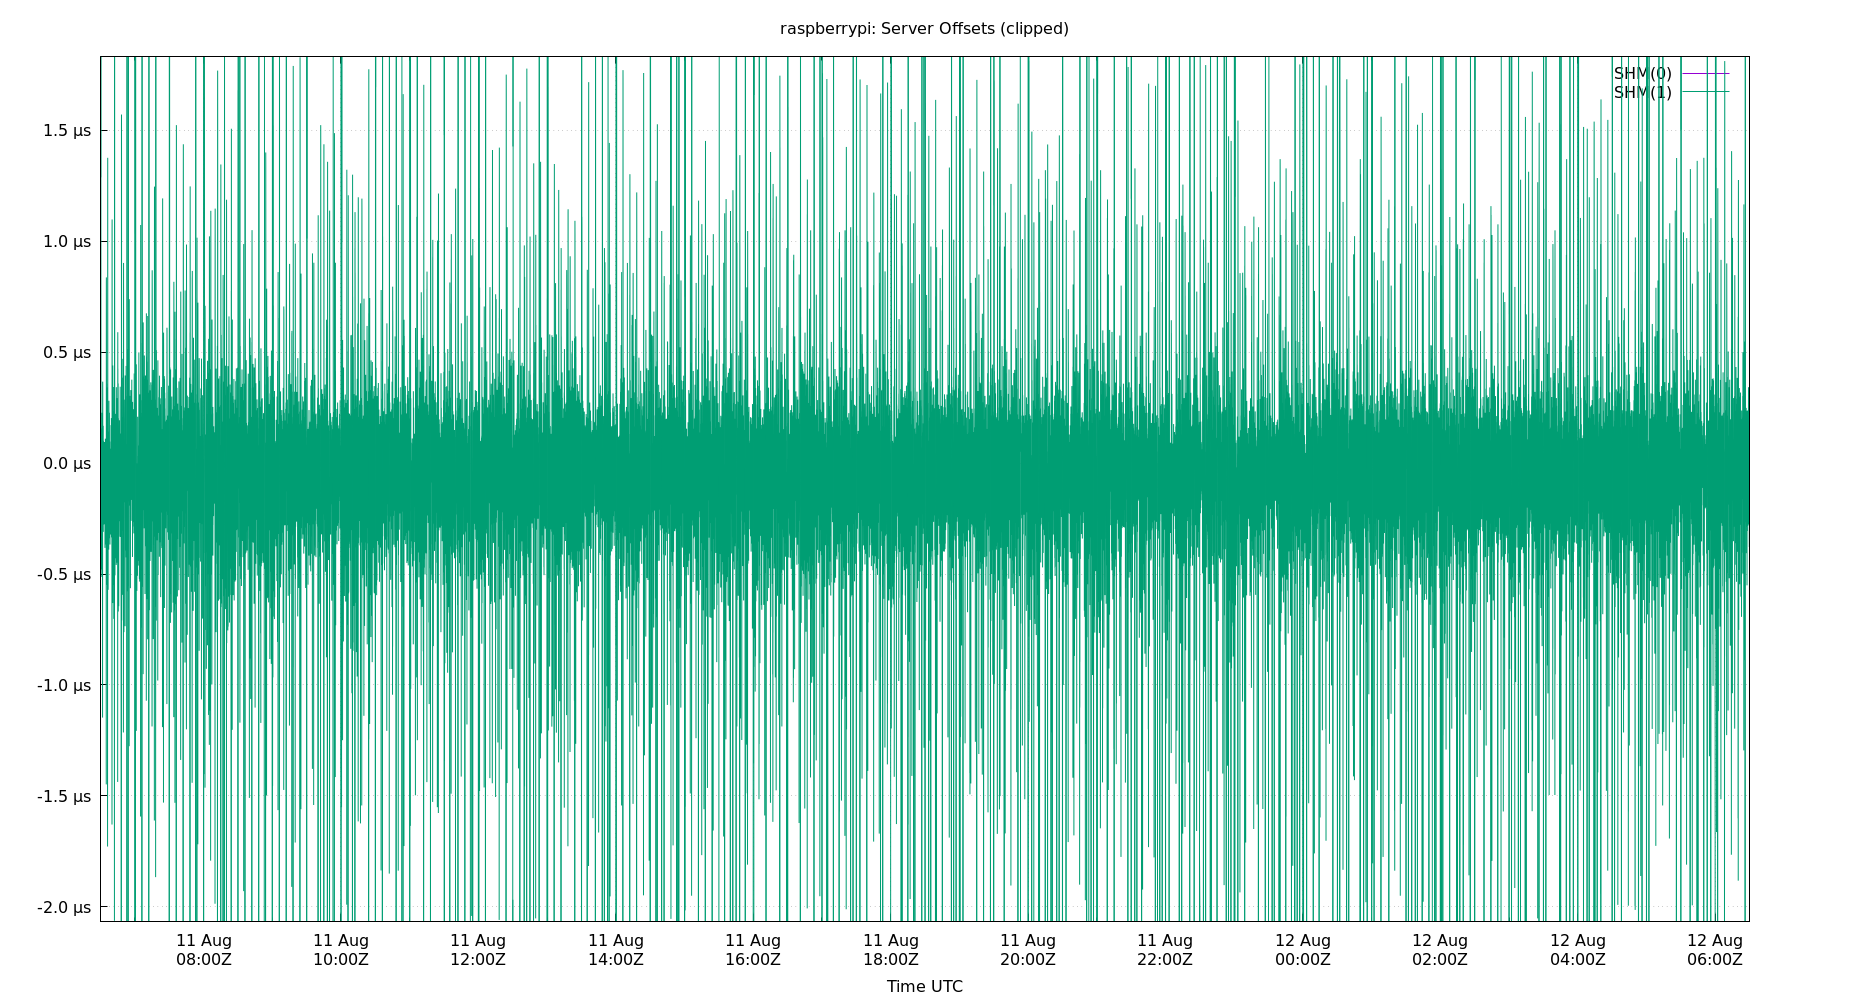 raspberrypi: Server Offsets (clipped)
SHM(0)
SHM(1)
1.5 µs
1.0 µs
0.5 µs
0.0 µs
-0.5 µs
-1.0 µs
-1.5 µs
-2.0 µs
11 Aug 11 Aug 11 Aug 11 Aug 11 Aug 11 Aug 11 Aug 11 Aug 12 Aug 12 Aug 12 Aug 12 Aug
08:00Z 10:00Z 12:00Z 14:00Z 16:00Z 18:00Z 20:00Z 22:00Z 00:00Z 02:00Z 04:00Z 06:00Z
Time UTC